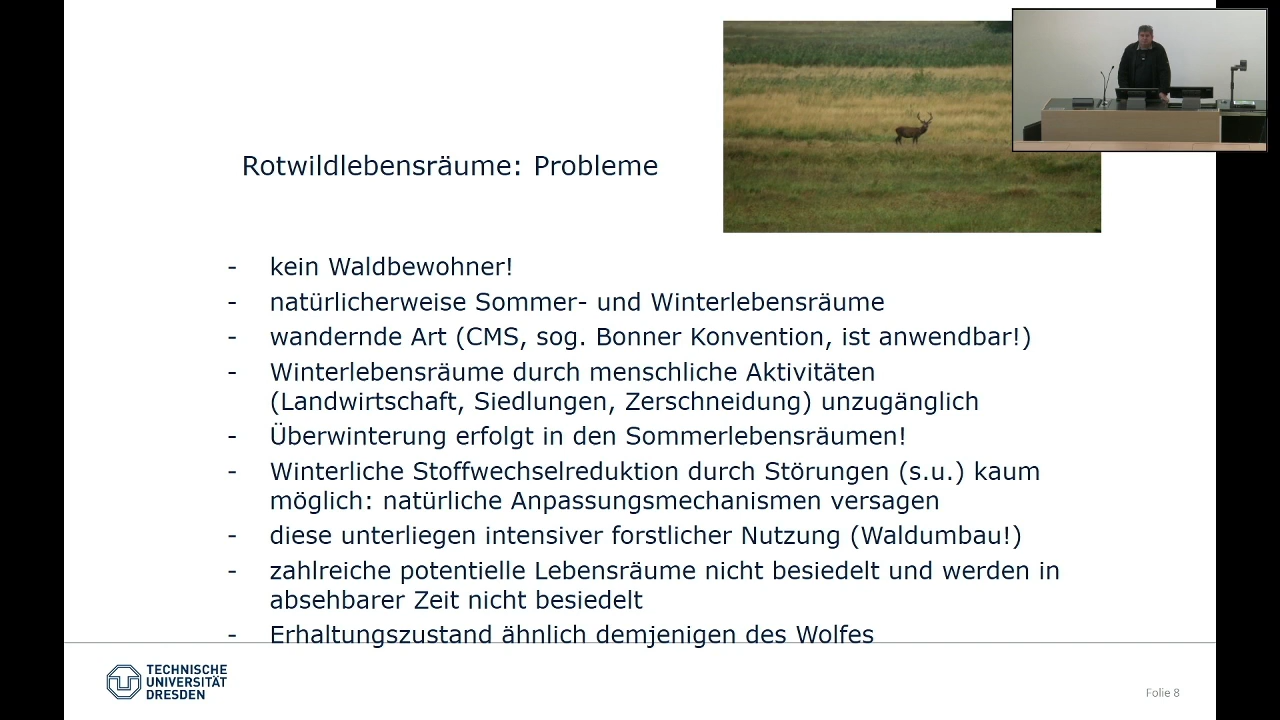 Rotwildlebensräume: Probleme
- kein Waldbewohner!
- natürlicherweise Sommer- und Winterlebensräume
- wandernde Art (CMS, sog. Bonner Konvention, ist anwendbar!)
- Winterlebensräume durch menschliche Aktivitäten
(Landwirtschaft, Siedlungen, Zerschneidung) unzugänglich
- Überwinterung erfolgt in den Sommerlebensräumen!
- Winterliche Stoffwechselreduktion durch Störungen (s.u.) kaum
möglich: natürliche Anpassungsmechanismen versagen
- diese unterliegen intensiver forstlicher Nutzung (Waldumbau!)
- zahlreiche potentielle Lebensräume nicht besiedelt und werden in
absehbarer Zeit nicht besiedelt
- Erhaltungszustand ähnlich demjenigen des Wolfes
TECHNISCHE
UNIVERSITÄT
DRESDEN
Folie 8